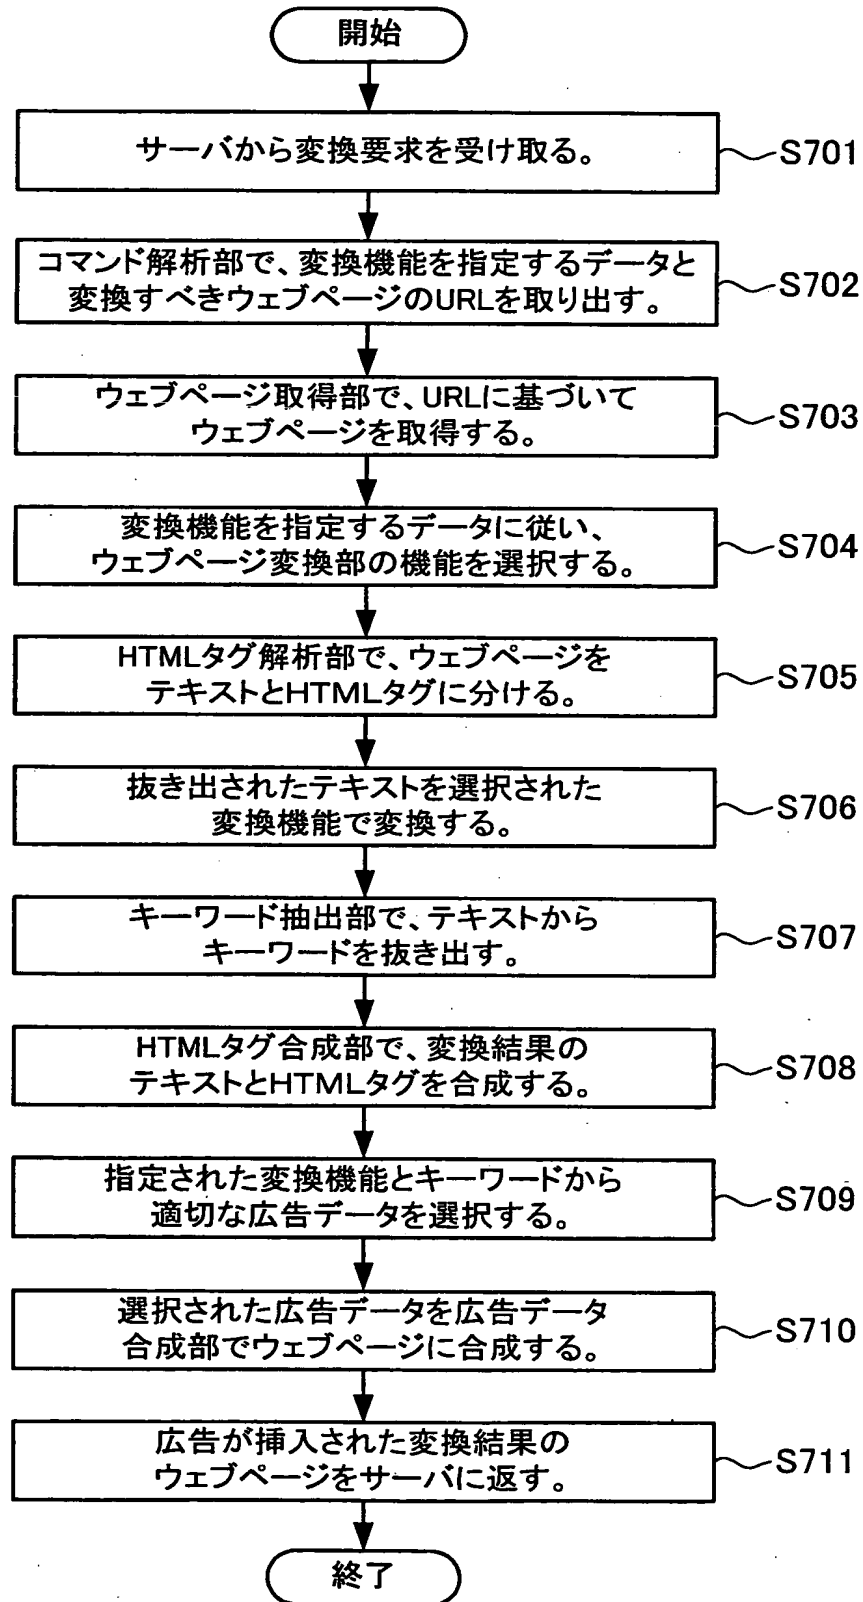 開始
サーバから変換要求を受け取る。
S701
コマンド解析部で、変換機能を指定するデータと
変換すべきウェブページのURLを取り出す。
S702
ウェブページ取得部で、URLに基づいて
ウェブページを取得する。
S703
変換機能を指定するデータに従い、
ウェブページ変換部の機能を選択する。
S704
HTMLタグ解析部で、ウェブページを
テキストとHTMLタグに分ける。
S705
抜き出されたテキストを選択された
変換機能で変換する。
S706
キーワード抽出部で、テキストから
キーワードを抜き出す。
S707
HTMLタグ合成部で、変換結果の
テキストとHTMLタグを合成する。
S708
指定された変換機能とキーワードから
適切な広告データを選択する。
S709
選択された広告データを広告データ
合成部でウェブページに合成する。
S710
広告が挿入された変換結果の
ウェブページをサーバに返す。
S711
終了